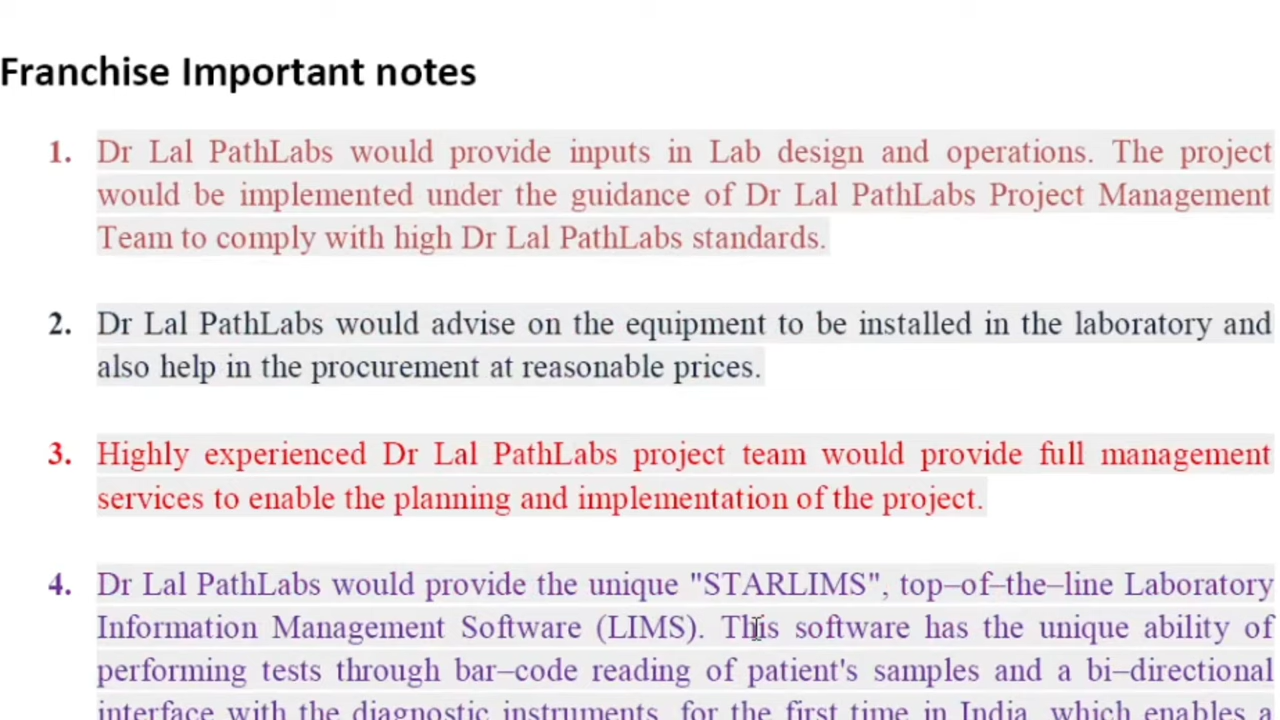 Franchise Important notes
1. Dr Lal PathLabs would provide inputs in Lab design and operations. The project
would be implemented under the guidance of Dr Lal PathLabs Project Management
Team to comply with high Dr Lal PathLabs standards.
2. Dr Lal PathLabs would advise on the equipment to be installed in the laboratory and
also help in the procurement at reasonable prices.
3. Highly experienced Dr Lal PathLabs project team would provide full management
services to enable the planning and implementation of the project.
4. Dr Lal PathLabs would provide the unique "STARLIMS", top–of–the–line Laboratory
Information Management Software (LIMS). This software has the unique ability of
performing tests through bar–code reading of patient's samples and a bi–directional
interface with the diagnostic instruments, for the first time in India, which enables a